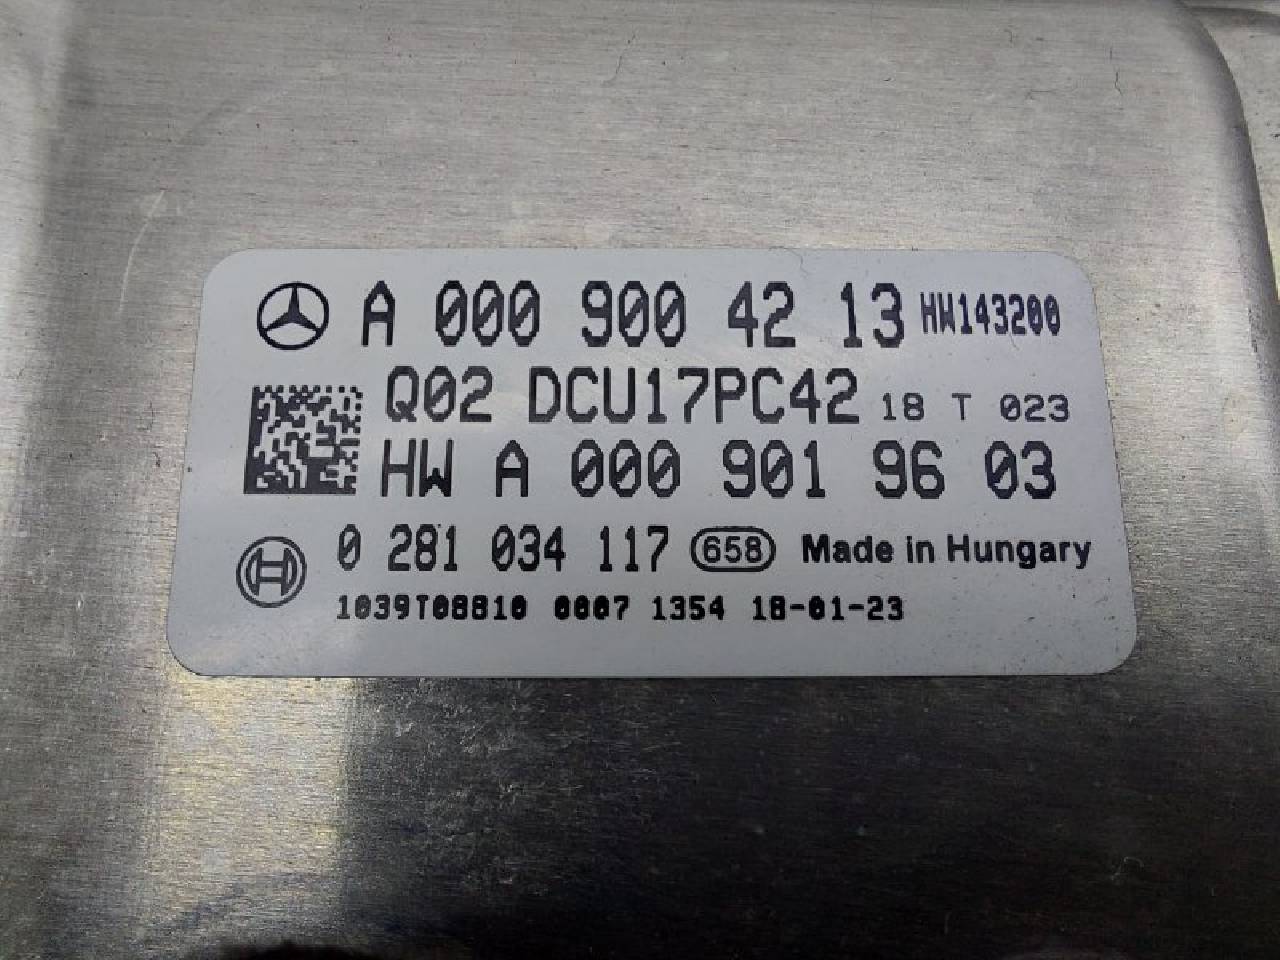 A 000 900 42 13 HW143200
Q02 DCU17PC42 18 T 023
HW A 000 901 96 03
0 281 034 117 658 Made in Hungary
1039T08810 0007 1354 18-01-23